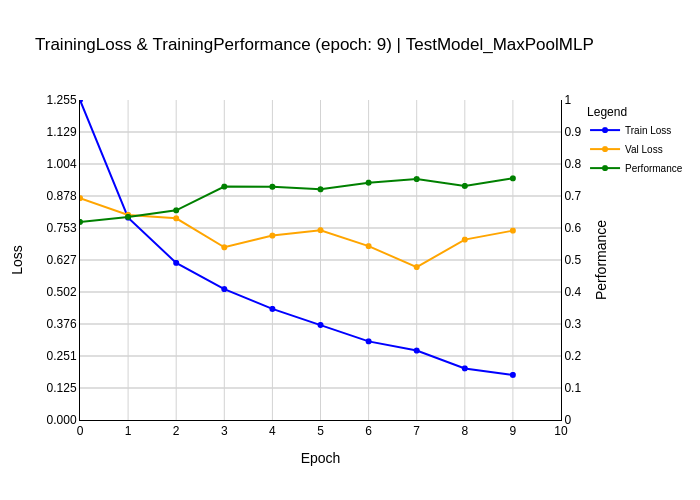 TrainingLoss & TrainingPerformance (epoch: 9) | TestModel_MaxPoolMLP
1.255
1.129
1.004
0.878
0.753
0.627
0.502
0.376
0.251
0.125
0.000
Loss
0 1 2 3 4 5 6 7 8 9 10
Epoch
1
0.9
0.8
0.7
0.6
0.5
0.4
0.3
0.2
0.1
0
Performance
Legend
Train Loss
Val Loss
Performance